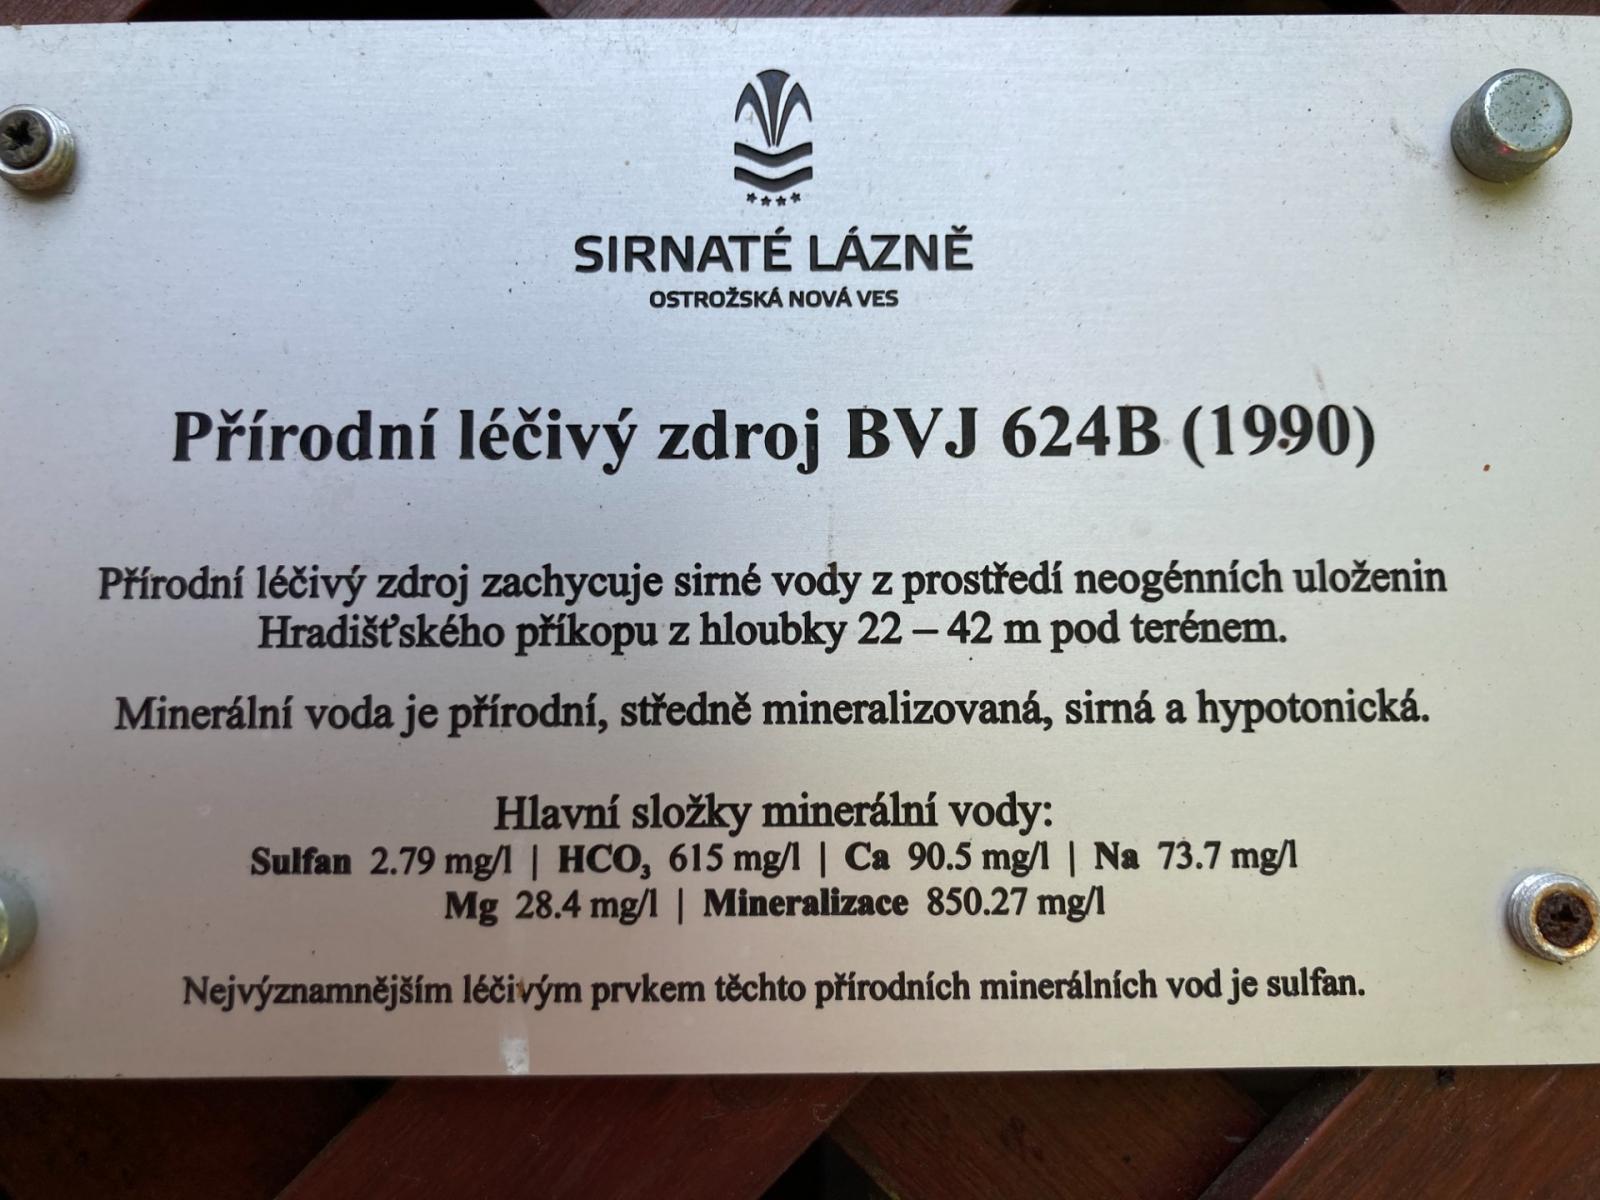 SIRNATÉ LÁZNĚ
OSTROŽSKÁ NOVÁ VES
Přírodní léčivý zdroj BVJ 624B (1990)
Přírodní léčivý zdroj zachycuje sirné vody z prostředí neogénních uloženin
Hradišťského příkopu z hloubky 22 – 42 m pod terénem.
Minerální voda je přírodní, středně mineralizovaná, sirná a hypotonická.
Hlavní složky minerální vody:
Sulfan 2.79 mg/l | HCO₃ 615 mg/l | Ca 90.5 mg/l | Na 73.7 mg/l
Mg 28.4 mg/l | Mineralizace 850.27 mg/l
Nejvýznamnějším léčivým prvkem těchto přírodních minerálních vod je sulfan.